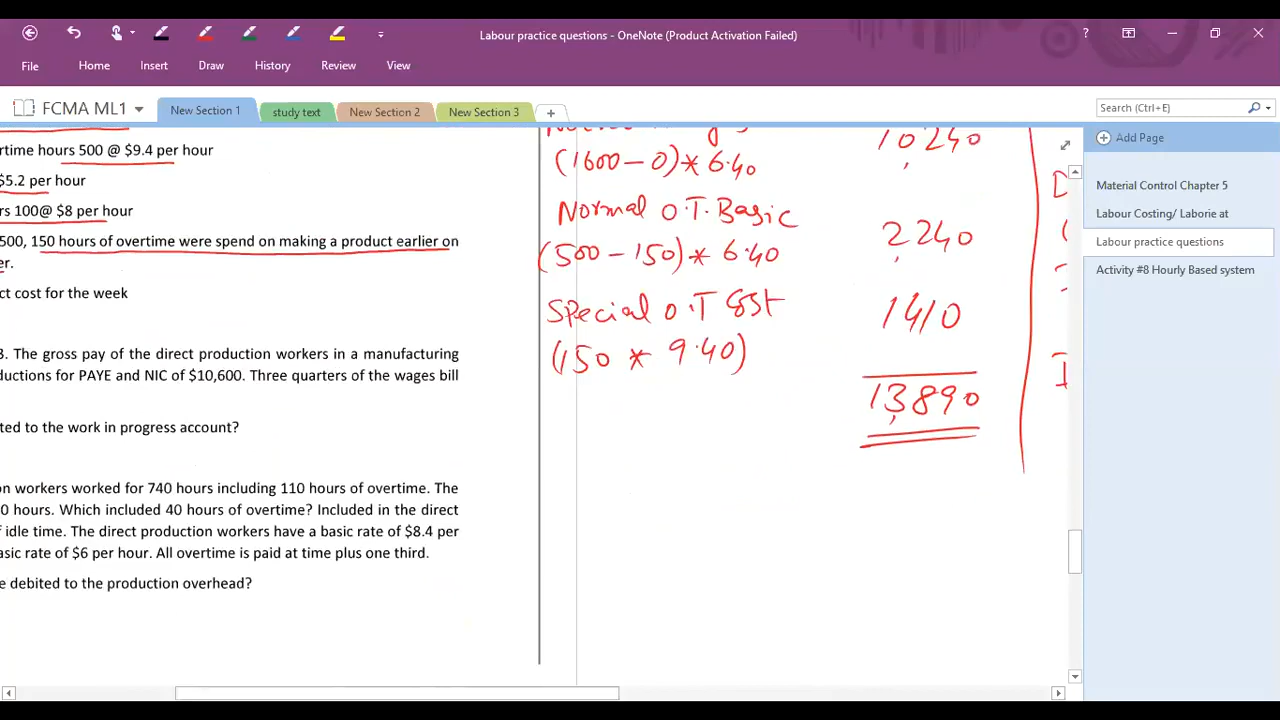 Labour practice questions - OneNote (Product Activation Failed)
?
File Home Insert Draw History Review View
FCMA ML1
New Section 1
study text
New Section 2
New Section 3
Search (Ctrl+E)
Add Page
Material Control Chapter 5
Labour Costing/ Laborie at
Labour practice questions
Activity #8 Hourly Based system
rtime hours 500 @ $9.4 per hour
$5.2 per hour
rs 100@ $8 per hour
500, 150 hours of overtime were spend on making a product earlier on
er.
ct cost for the week
3. The gross pay of the direct production workers in a manufacturing
ductions for PAYE and NIC of $10,600. Three quarters of the wages bill
ted to the work in progress account?
on workers worked for 740 hours including 110 hours of overtime. The
0 hours. Which included 40 hours of overtime? Included in the direct
f idle time. The direct production workers have a basic rate of $8.4 per
asic rate of $6 per hour. All overtime is paid at time plus one third.
e debited to the production overhead?
10,240
(1600 - 0) * 6.40
Normal O.T. Basic
2,240
(500 - 150) * 6.40
Special O.T Cost
1410
(150 * 9.40)
13,890